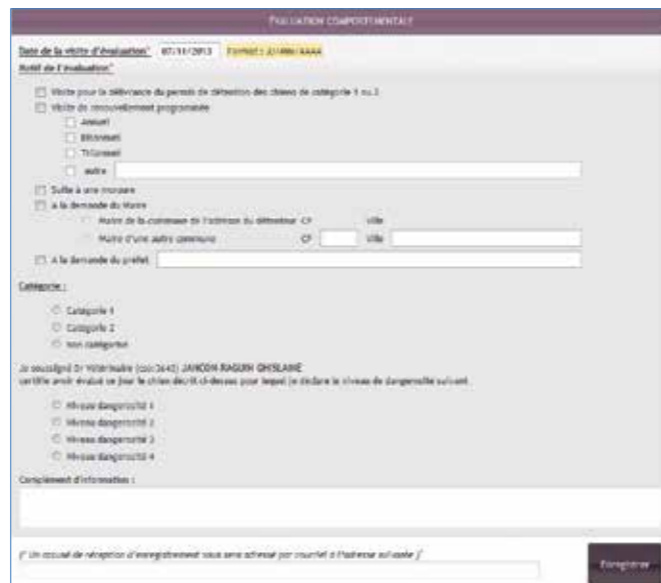 ÉVALUATION COMPORTEMENTALE
Date de la visite d'évaluation* 07/11/2013 Format : JJ/MM/AAAA
Motif de l'évaluation*
Visite pour la délivrance du permis de détention des chiens de catégorie 1 ou 2
Visite de renouvellement programmée
Annuel
Biennuel
Triennuel
autre
Suite à une morsure
A la demande du Maire
Maire de la commune de l'adresse du détenteur CP Ville
Maire d'une autre commune CP Ville
A la demande du préfet
Catégorie :
Catégorie 1
Catégorie 2
Non catégorisé
Je soussigné Dr Vétérinaire JANCON RAGUIN GHISLAINE
certifie avoir évalué ce jour le chien décrit ci-dessus pour lequel je déclare le niveau de dangerosité suivant
Niveau dangerosité 1
Niveau dangerosité 2
Niveau dangerosité 3
Niveau dangerosité 4
Complément d'information :
(* Un accusé de réception d'enregistrement vous sera adressé par courriel à l'adresse suivante )*
Enregistrer